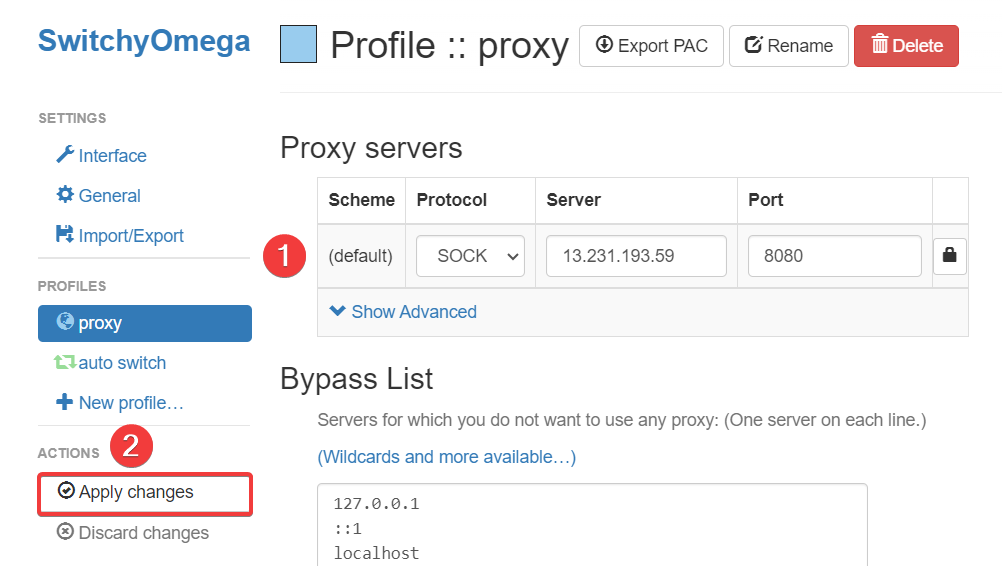 SwitchyOmega
Profile :: proxy
Export PAC
Rename
Delete
SETTINGS
Interface
General
Import/Export
PROFILES
proxy
auto switch
New profile…
ACTIONS
2
Apply changes
Discard changes
Proxy servers
Scheme Protocol Server Port
1
(default) SOCK 13.231.193.59 8080
Show Advanced
Bypass List
Servers for which you do not want to use any proxy: (One server on each line.)
(Wildcards and more available…)
127.0.0.1
::1
localhost